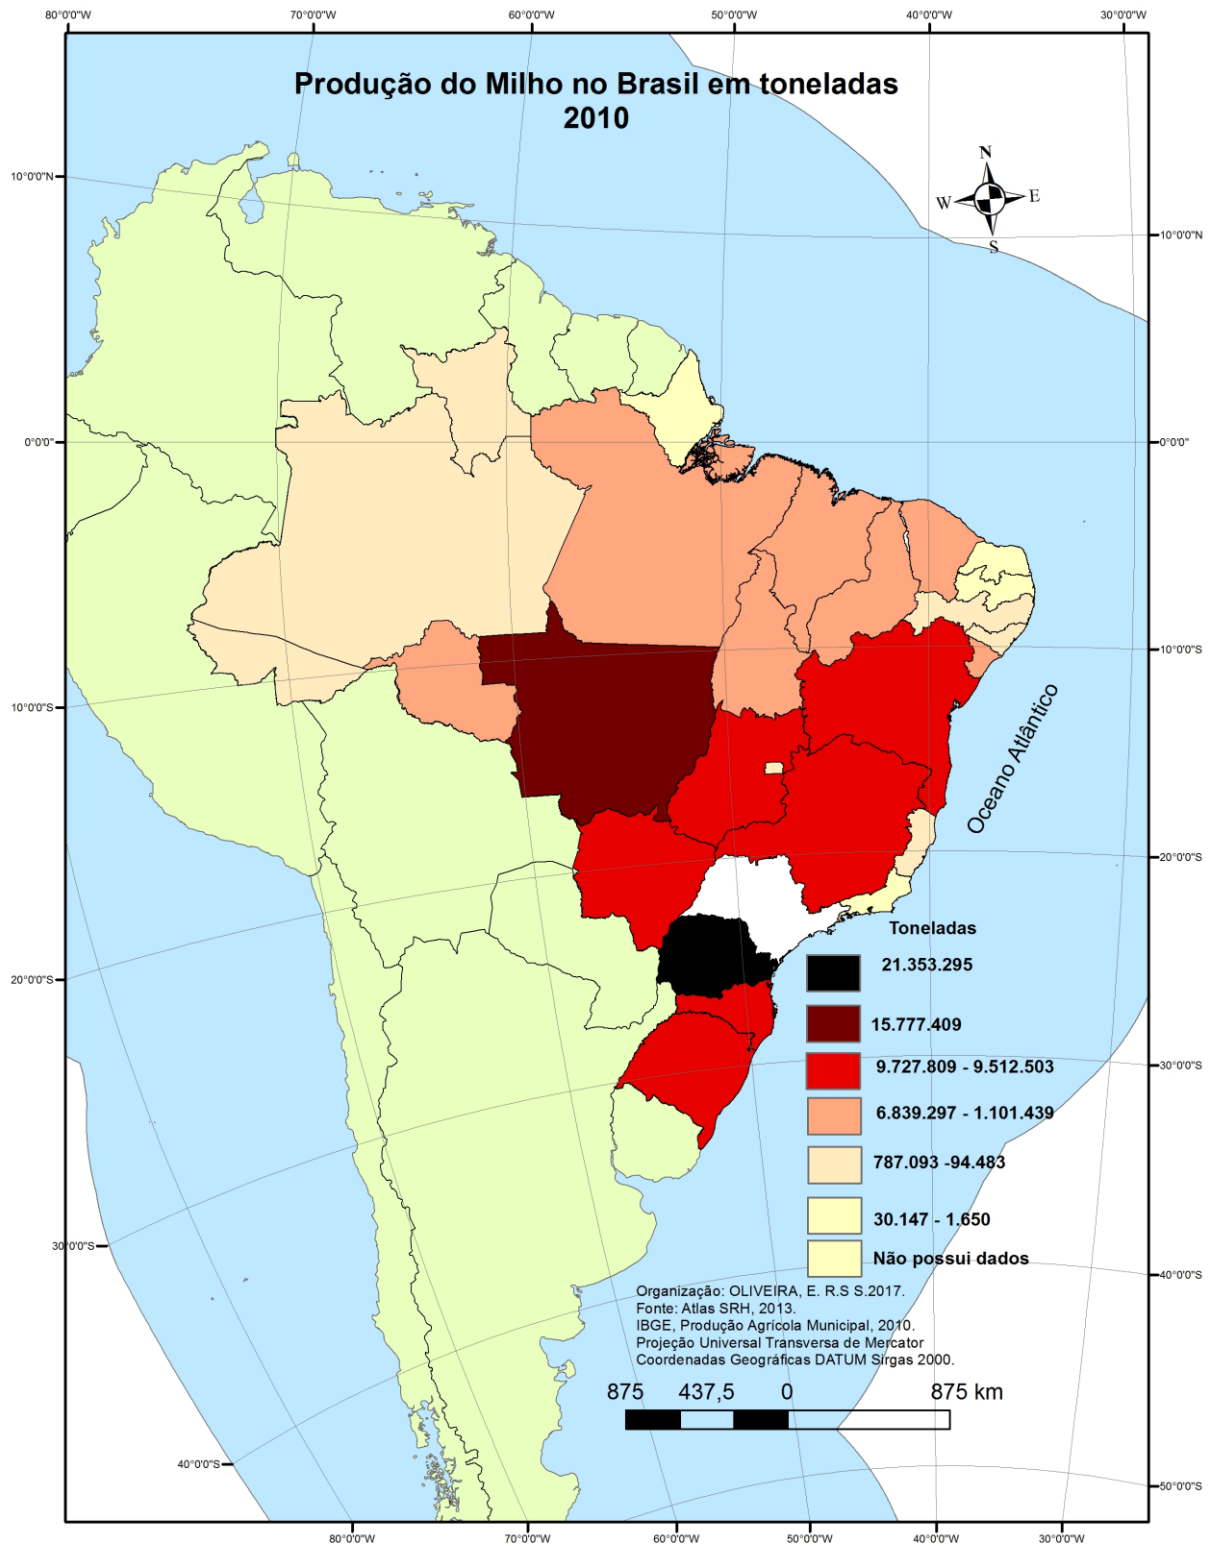 80°0'0"W 70°0'0"W 60°0'0"W 50°0'0"W 40°0'0"W 30°0'0"W
Produção do Milho no Brasil em toneladas
2010
N
W E
S
10°0'0"N
10°0'0"N
0°0'0"
0°0'0"
10°0'0"S
10°0'0"S
Oceano Atlântico
20°0'0"S
20°0'0"S
Toneladas
21.353.295
15.777.409
9.727.809 - 9.512.503
30°0'0"S
6.839.297 - 1.101.439
787.093 -94.483
30.147 - 1.650
30°0'0"S
Não possui dados
40°0'0"S
Organização: OLIVEIRA, E. R.S S.2017.
Fonte: Atlas SRH, 2013.
IBGE, Produção Agrícola Municipal, 2010.
Projeção Universal Transversa de Mercator
Coordenadas Geográficas DATUM Sirgas 2000.
875 437,5 0 875 km
40°0'0"S
50°0'0"S
80°0'0"W 70°0'0"W 60°0'0"W 50°0'0"W 40°0'0"W 30°0'0"W